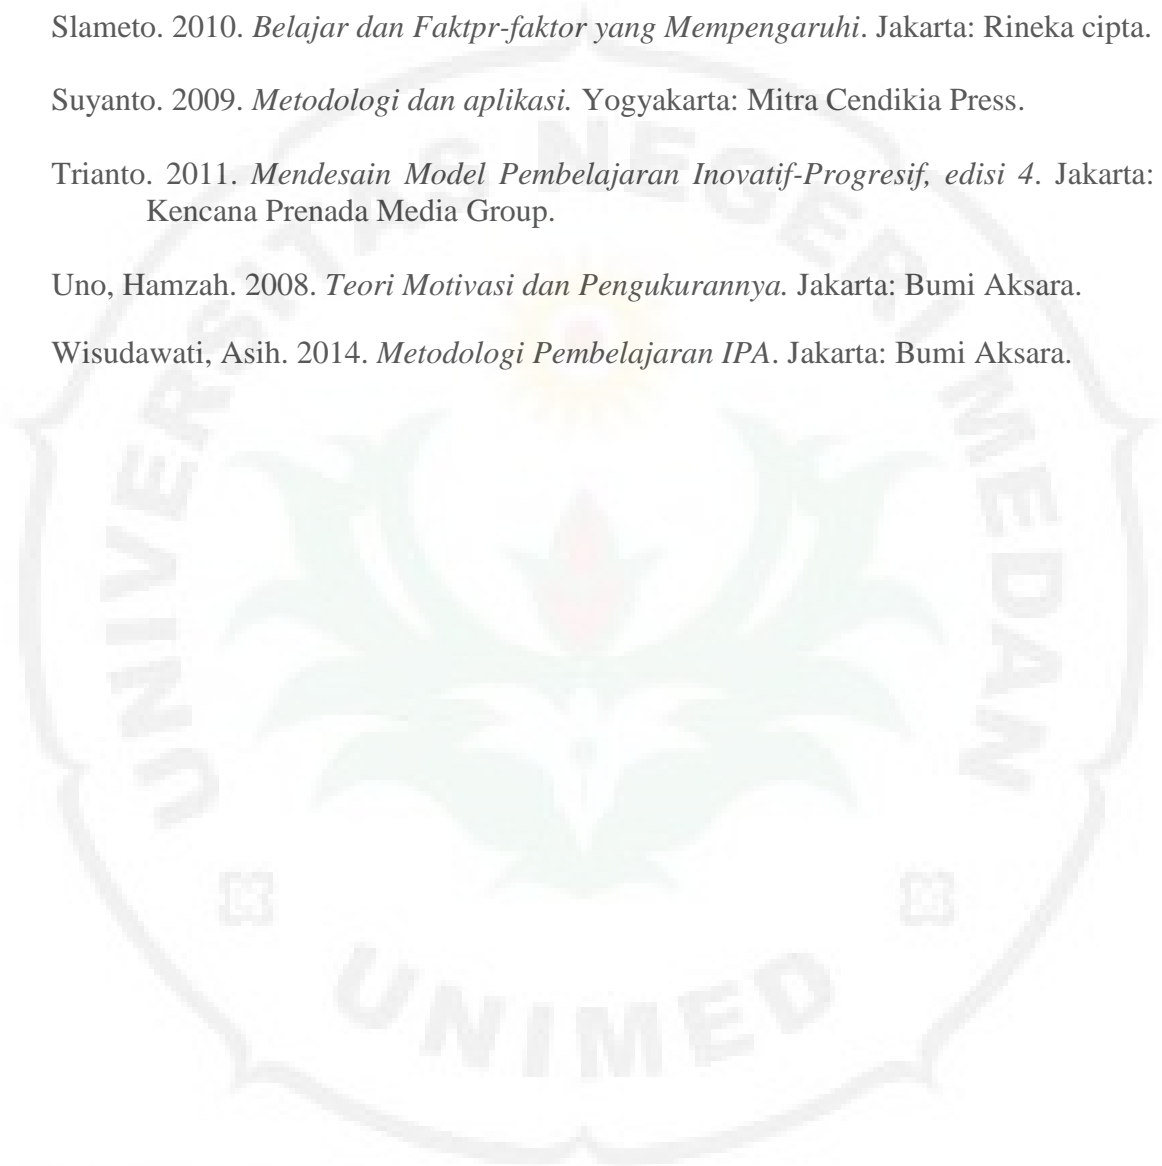 Slameto. 2010. Belajar dan Faktpr-faktor yang Mempengaruhi. Jakarta: Rineka cipta.
Suyanto. 2009. Metodologi dan aplikasi. Yogyakarta: Mitra Cendikia Press.
Trianto. 2011. Mendesain Model Pembelajaran Inovatif-Progresif, edisi 4. Jakarta:
Kencana Prenada Media Group.
Uno, Hamzah. 2008. Teori Motivasi dan Pengukurannya. Jakarta: Bumi Aksara.
Wisudawati, Asih. 2014. Metodologi Pembelajaran IPA. Jakarta: Bumi Aksara.
UNIVERSITAS NEGERI MEDAN
UNIMED